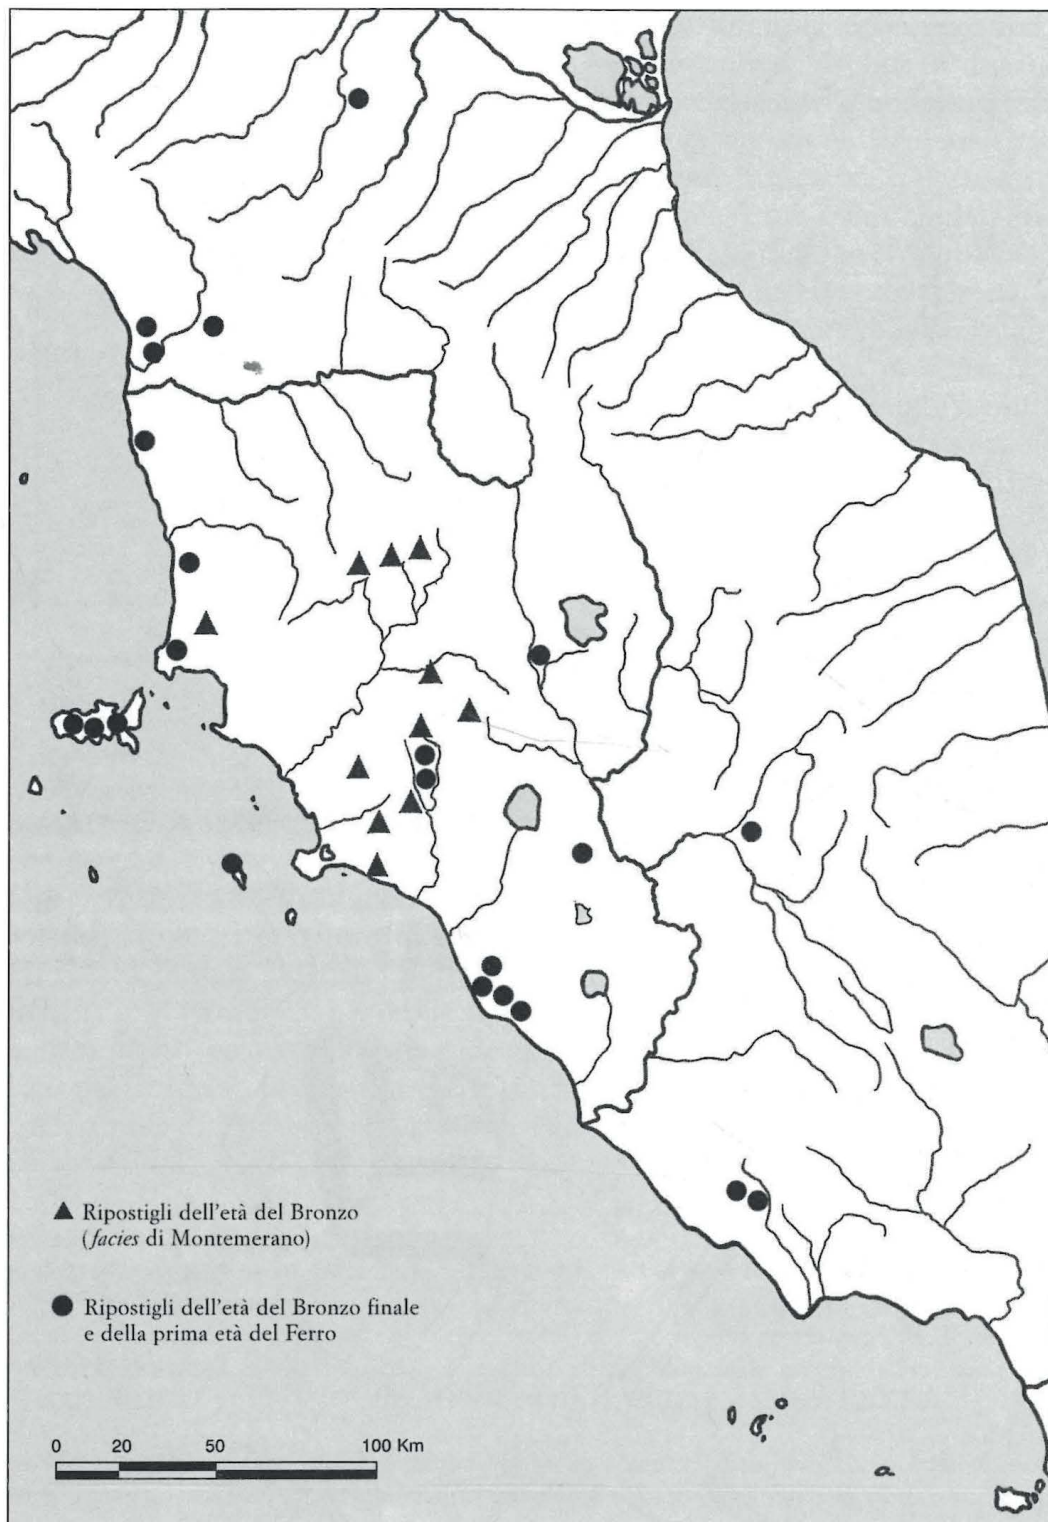 Ripostigli dell'età del Bronzo
(facies di Montemerano)
Ripostigli dell'età del Bronzo finale
e della prima età del Ferro
0 20 50 100 Km